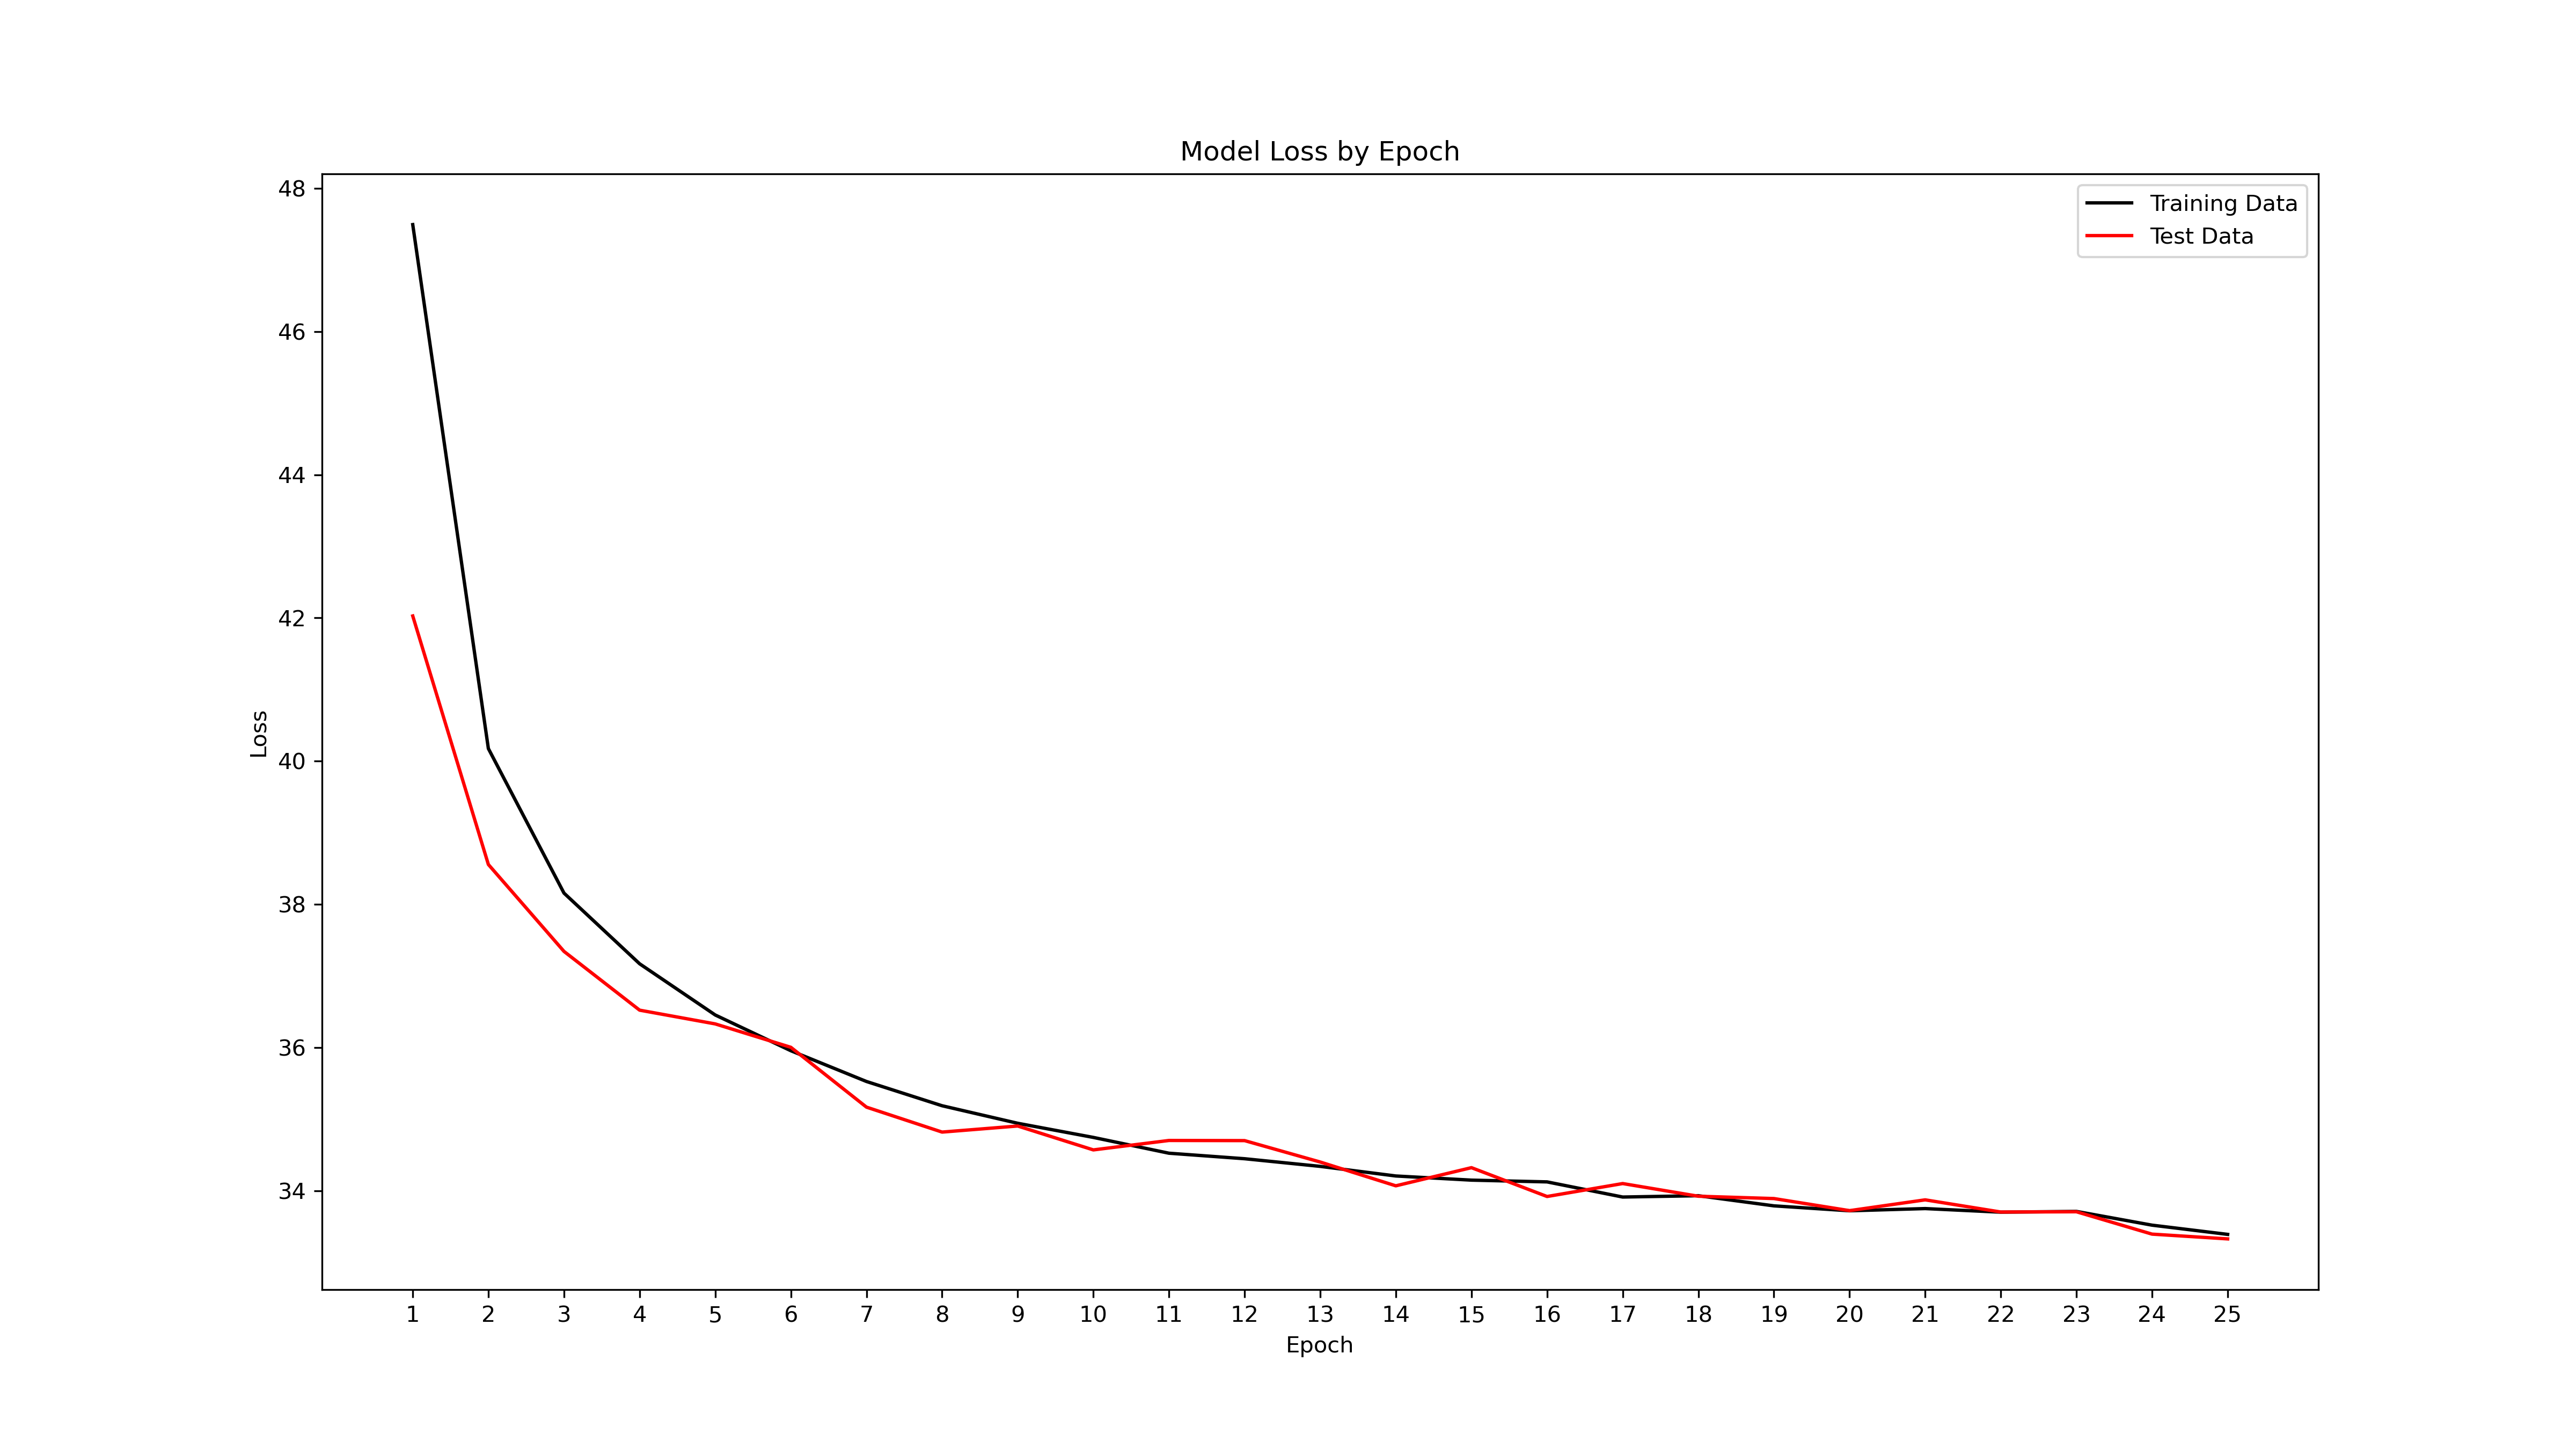 Model Loss by Epoch
48
46
44
42
40
38
36
34
Loss
Training Data
Test Data
1 2 3 4 5 6 7 8 9 10 11 12 13 14 15 16 17 18 19 20 21 22 23 24 25
Epoch